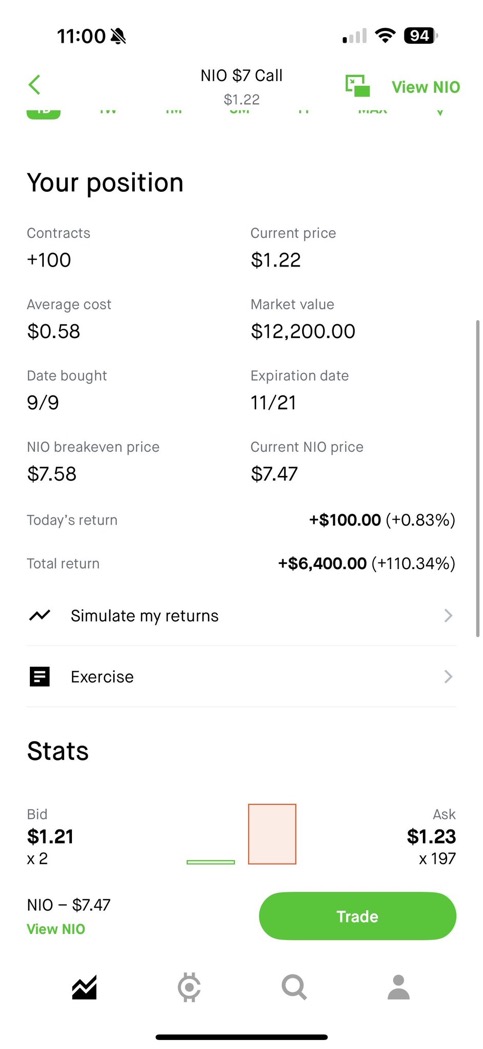 11:00
94
NIO $7 Call
$1.22
View NIO
Your position
Contracts
Current price
+100
$1.22
Average cost
Market value
$0.58
$12,200.00
Date bought
Expiration date
9/9
11/21
NIO breakeven price
Current NIO price
$7.58
$7.47
Today's return
+$100.00 (+0.83%)
Total return
+$6,400.00 (+110.34%)
Simulate my returns
Exercise
Stats
Bid
Ask
$1.21
$1.23
x 2
x 197
NIO – $7.47
View NIO
Trade